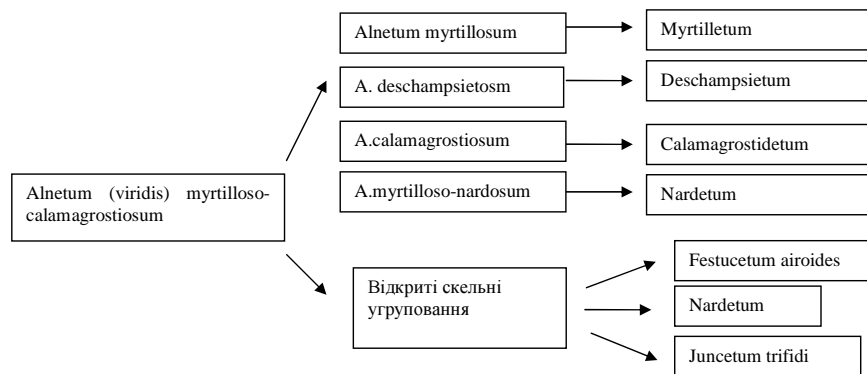 Alnetum myrtillosum
Myrtilletum
A. deschampsietosm
Deschampsietum
A.calamagrostiosum
Calamagrostidetum
A.myrtilloso-nardosum
Nardetum
Alnetum (viridis) myrtilloso-
calamagrostiosum
Відкриті скельні
угруповання
Festucetum airoides
Nardetum
Juncetum trifidi